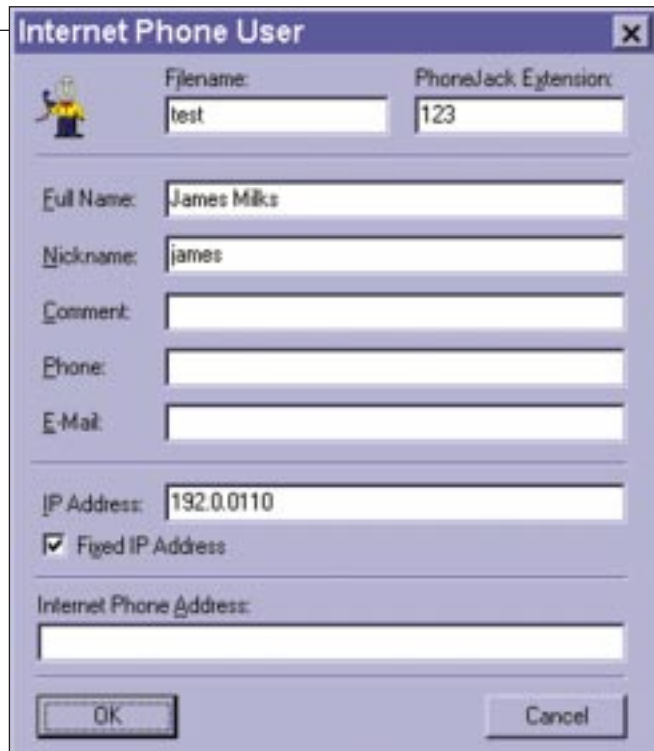 Internet Phone User
Filename: PhoneJack Extension:
test 123
Full Name: James Milks
Nickname: james
Comment:
Phone:
E-Mail:
IP Address: 192.0.0110
Fixed IP Address
Internet Phone Address:
OK Cancel